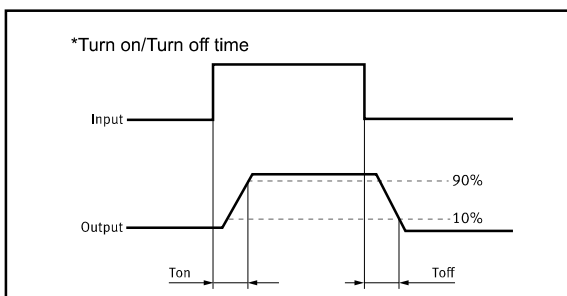 *Turn on/Turn off time
Input
90%
10%
Output
Ton
Toff